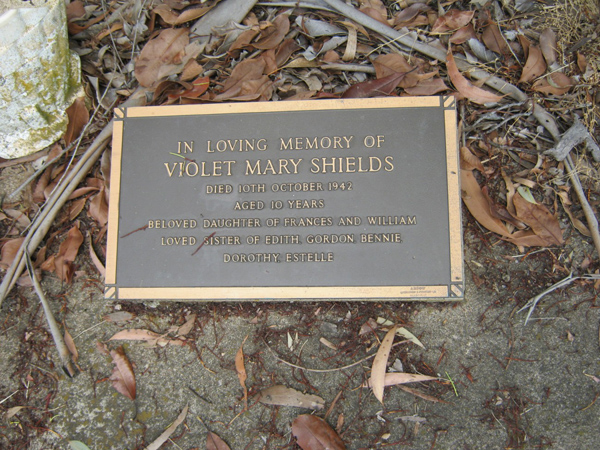 IN LOVING MEMORY OF
VIOLET MARY SHIELDS
DIED 10TH OCTOBER 1942
AGED 10 YEARS
BELOVED DAUGHTER OF FRANCES AND WILLIAM
LOVED SISTER OF EDITH, GORDON, BENNIE
DOROTHY, ESTELLE